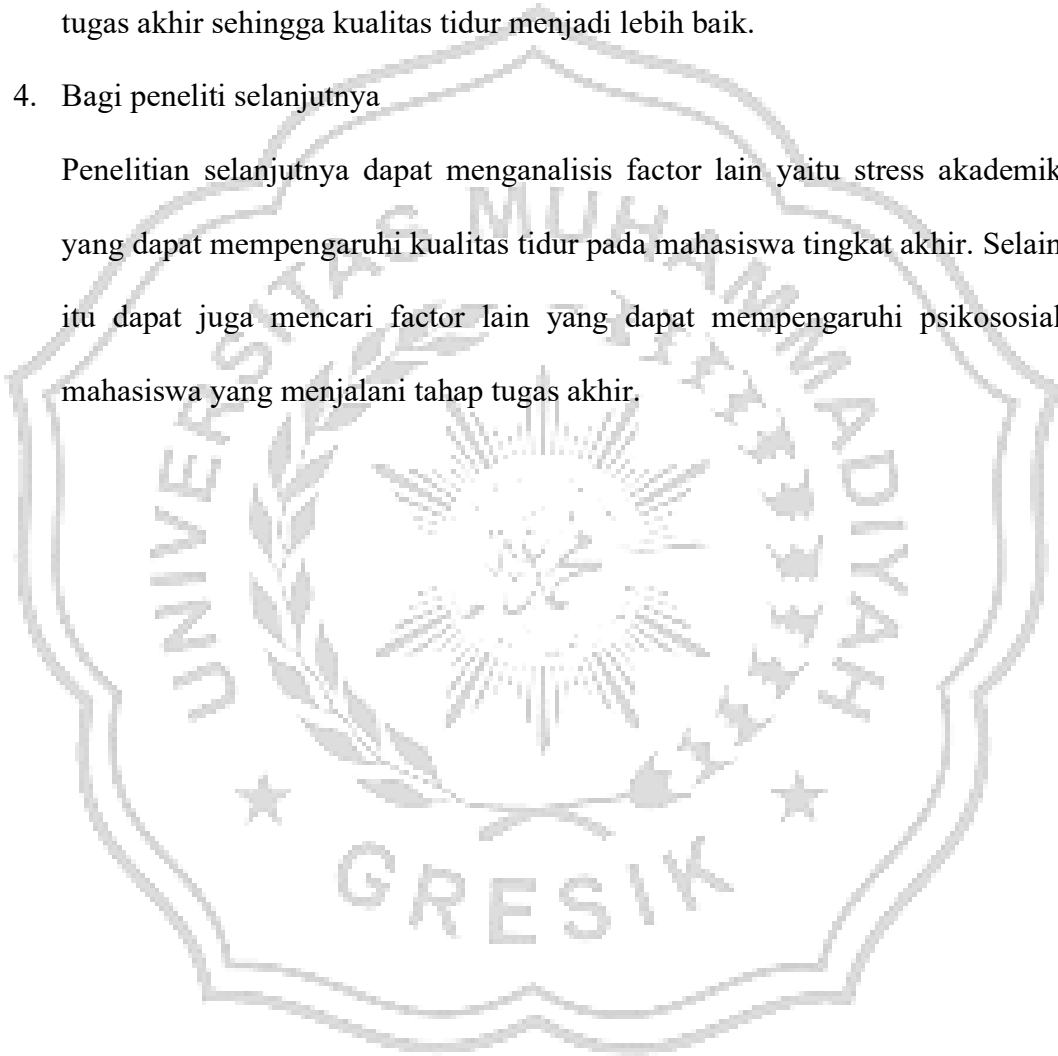 tugas akhir sehingga kualitas tidur menjadi lebih baik.
4. Bagi peneliti selanjutnya
Penelitian selanjutnya dapat menganalisis factor lain yaitu stress akademik
yang dapat mempengaruhi kualitas tidur pada mahasiswa tingkat akhir. Selain
itu dapat juga mencari factor lain yang dapat mempengaruhi psikososial
mahasiswa yang menjalani tahap tugas akhir.
UNIVERSITAS MUHAMMADIYAH
GRESIK